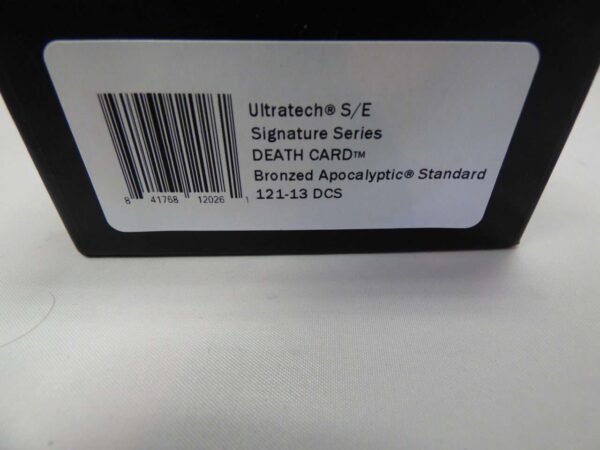 Ultratech® S/E
Signature Series
DEATH CARD™
Bronzed Apocalyptic® Standard
121-13 DCS
8 41768 12026 1